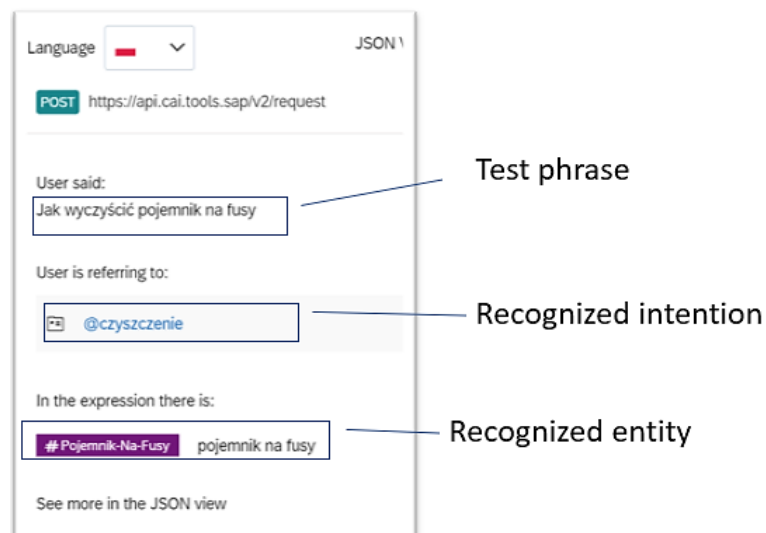 Language
JSON
POST https://api.cai.tools.sap/v2/request
User said:
Jak wyczyścić pojemnik na fusy
Test phrase
User is referring to:
@czyszczenie
Recognized intention
In the expression there is:
#Pojemnik-Na-Fusy pojemnik na fusy
Recognized entity
See more in the JSON view